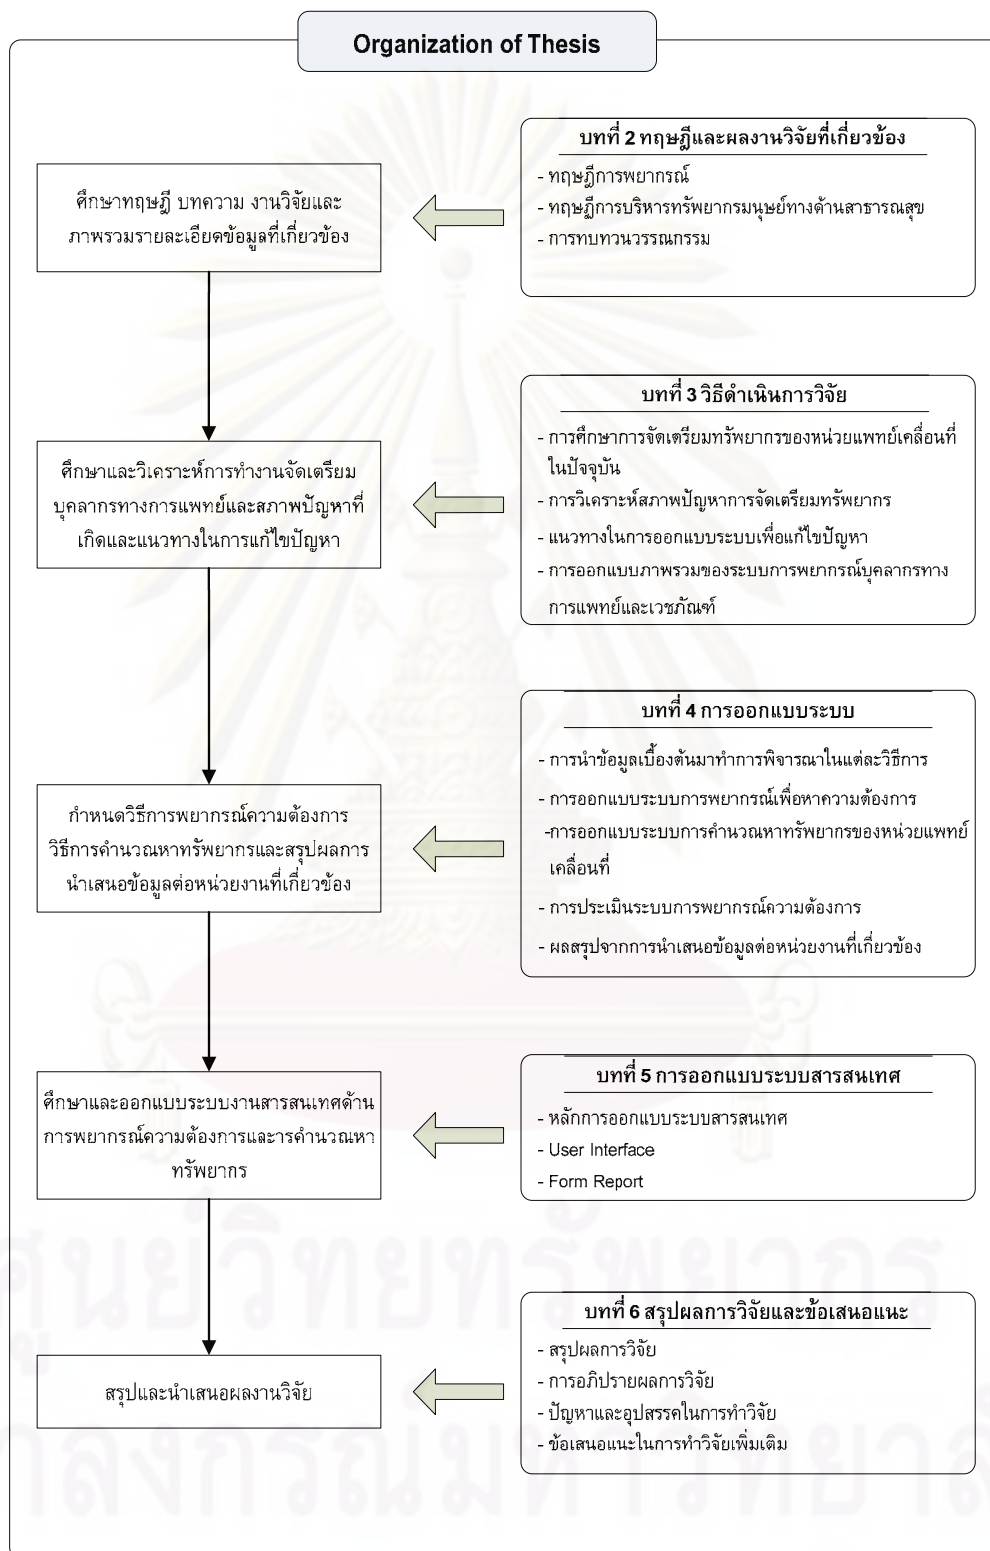 Organization of Thesis
ศึกษาทฤษฎี บทความ งานวิจัยและ
ภาพรวมรายละเอียดข้อมูลที่เกี่ยวข้อง
บทที่ 2 ทฤษฎีและผลงานวิจัยที่เกี่ยวข้อง
- ทฤษฎีการพยากรณ์
- ทฤษฎีการบริหารทรัพยากรมนุษย์ทางด้านสาธารณสุข
- การทบทวนวรรณกรรม
ศึกษาและวิเคราะห์การทำงานจัดเตรียม
บุคลากรทางการแพทย์และสภาพปัญหาที่
เกิดและแนวทางในการแก้ไขปัญหา
บทที่ 3 วิธีดำเนินการวิจัย
- การศึกษาการจัดเตรียมทรัพยากรของหน่วยแพทย์เคลื่อนที่
ในปัจจุบัน
- การวิเคราะห์สภาพปัญหาการจัดเตรียมทรัพยากร
- แนวทางในการออกแบบระบบเพื่อแก้ไขปัญหา
- การออกแบบภาพรวมของระบบการพยากรณ์บุคลากรทาง
การแพทย์และเวชภัณฑ์
กำหนดวิธีการพยากรณ์ความต้องการ
วิธีการคำนวณหาทรัพยากรและสรุปผลการ
นำเสนอข้อมูลต่อหน่วยงานที่เกี่ยวข้อง
บทที่ 4 การออกแบบระบบ
- การนำข้อมูลเบื้องต้นมาทำการพิจารณาในแต่ละวิธีการ
- การออกแบบระบบการพยากรณ์เพื่อหาความต้องการ
-การออกแบบระบบการคำนวณหาทรัพยากรของหน่วยแพทย์
เคลื่อนที่
- การประเมินระบบการพยากรณ์ความต้องการ
- ผลสรุปจากการนำเสนอข้อมูลต่อหน่วยงานที่เกี่ยวข้อง
ศึกษาและออกแบบระบบงานสารสนเทศด้าน
การพยากรณ์ความต้องการและารคำนวณหา
ทรัพยากร
บทที่ 5 การออกแบบระบบสารสนเทศ
- หลักการออกแบบระบบสารสนเทศ
- User Interface
- Form Report
สรุปและนำเสนอผลงานวิจัย
บทที่ 6 สรุปผลการวิจัยและข้อเสนอแนะ
- สรุปผลการวิจัย
- การอภิปรายผลการวิจัย
- ปัญหาและอุปสรรคในการทำวิจัย
- ข้อเสนอแนะในการทำวิจัยเพิ่มเติม
ศูนย์วิทยทรัพยากร